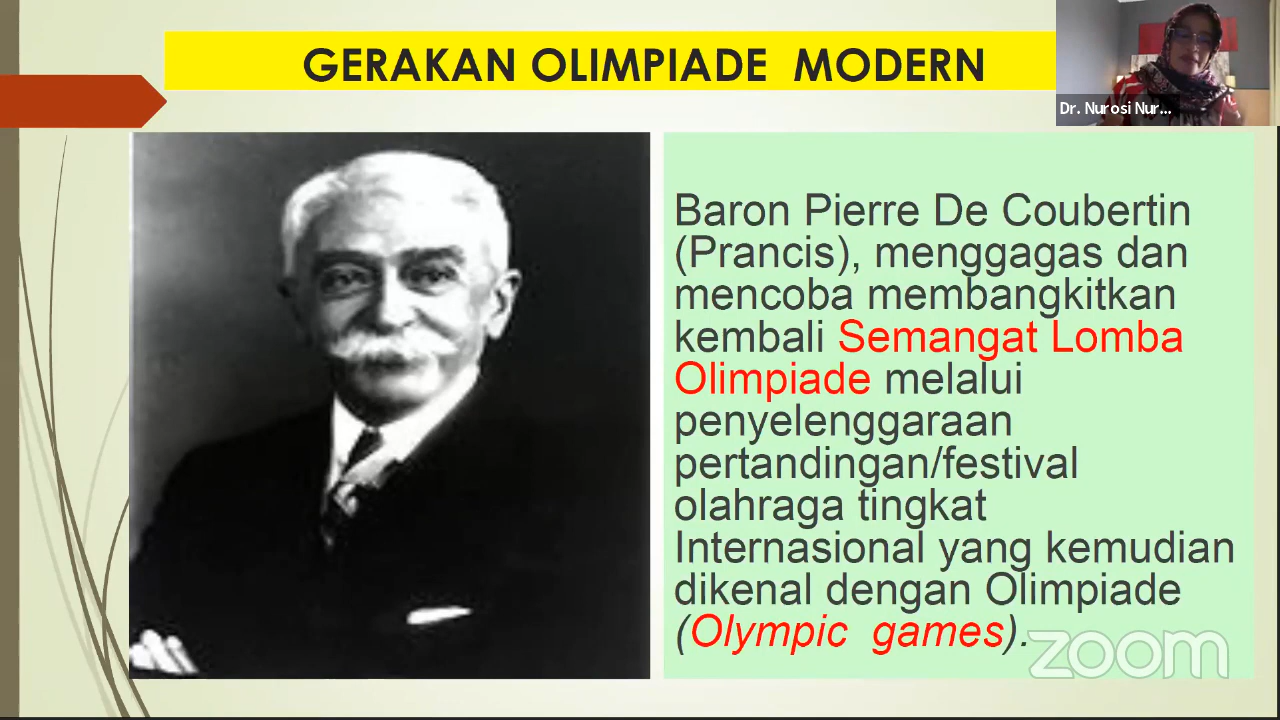 GERAKAN OLIMPIADE MODERN
Dr. Nurosi Nur...
Baron Pierre De Coubertin
(Prancis), menggagas dan
mencoba membangkitkan
kembali Semangat Lomba
Olimpiade melalui
penyelenggaraan
pertandingan/festival
olahraga tingkat
Internasional yang kemudian
dikenal dengan Olimpiade
(Olympic games).
zoom